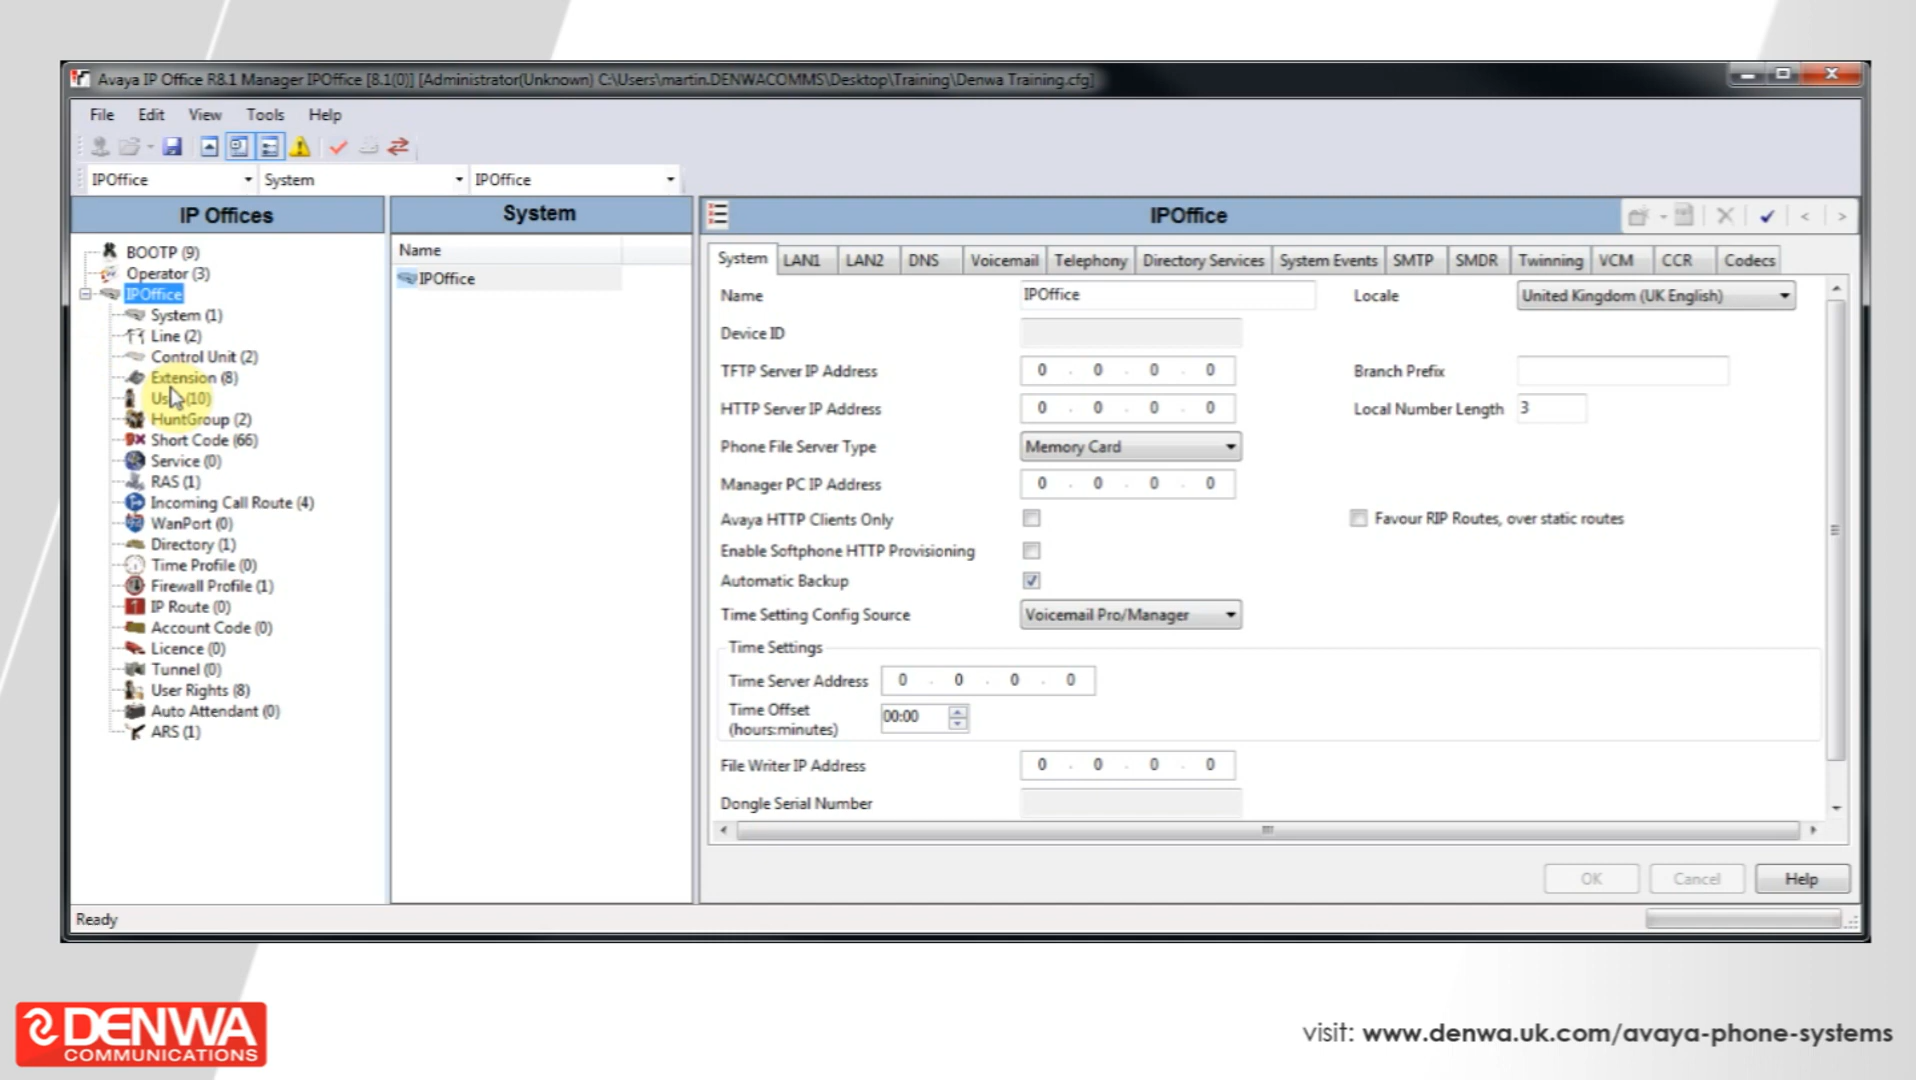 Avaya IP Office R8.1 Manager IPOffice [8.1(0)] [Administrator(Unknown) C:\Users\martin.DENWACOMMS\Desktop\Training\Denwa Training.cfg]
File Edit View Tools Help
IPOffice System IPOffice
IP Offices
BOOTP (9)
Operator (3)
IPOffice
System (1)
Line (2)
Control Unit (2)
Extension (8)
(10)
HuntGroup (2)
Short Code (66)
Service (0)
RAS (1)
Incoming Call Route (4)
WanPort (0)
Directory (1)
Time Profile (0)
Firewall Profile (1)
IP Route (0)
Account Code (0)
Licence (0)
Tunnel (0)
User Rights (8)
Auto Attendant (0)
ARS (1)
System
Name
IPOffice
IPOffice
System LAN1 LAN2 DNS Voicemail Telephony Directory Services System Events SMTP SMDR Twinning VCM CCR Codecs
Name IPOffice Locale United Kingdom (UK English)
Device ID
TFTP Server IP Address 0 . 0 . 0 . 0 Branch Prefix
HTTP Server IP Address 0 . 0 . 0 . 0 Local Number Length 3
Phone File Server Type Memory Card
Manager PC IP Address 0 . 0 . 0 . 0
Avaya HTTP Clients Only Favour RIP Routes, over static routes
Enable Softphone HTTP Provisioning
Automatic Backup
Time Setting Config Source Voicemail Pro/Manager
Time Settings
Time Server Address 0 . 0 . 0 . 0
Time Offset 00:00
(hours:minutes)
File Writer IP Address 0 . 0 . 0 . 0
Dongle Serial Number
OK Cancel Help
Ready
DENWA
COMMUNICATIONS
visit: www.denwa.uk.com/avaya-phone-systems